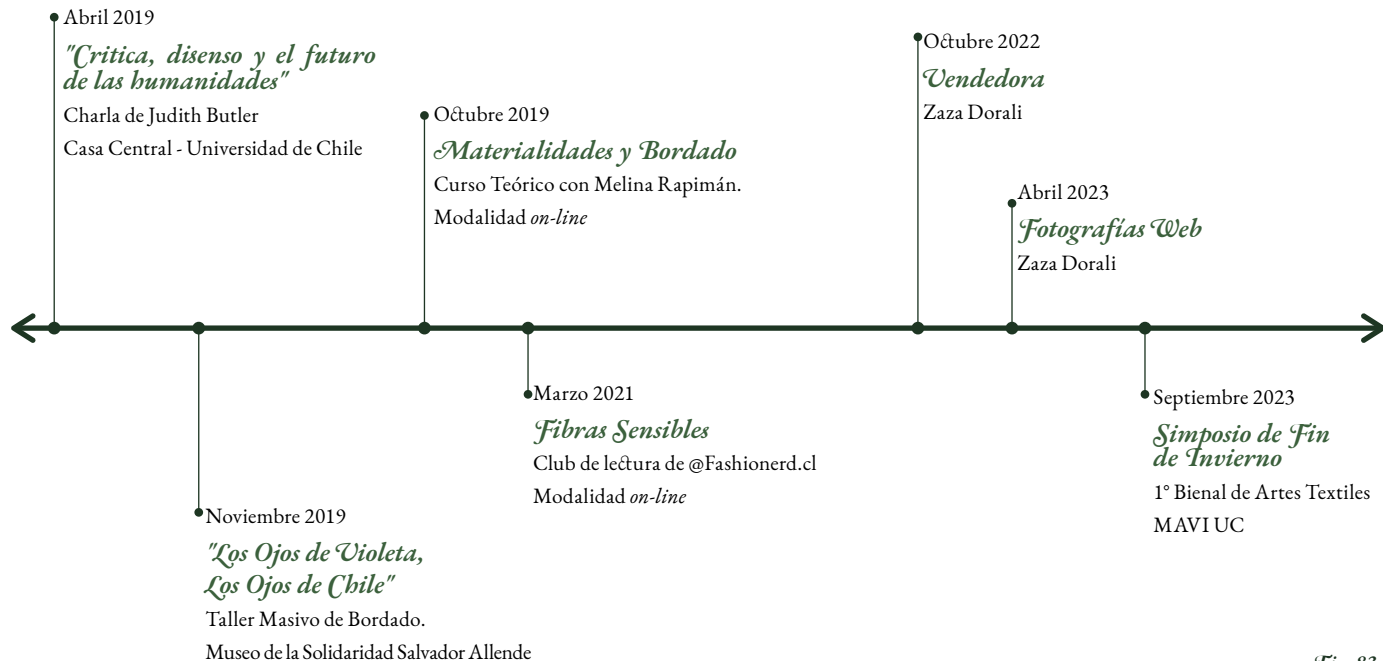 Abril 2019
"Critica, disenso y el futuro
de las humanidades"
Charla de Judith Butler
Casa Central - Universidad de Chile
Noviembre 2019
"Los Ojos de Violeta,
Los Ojos de Chile"
Taller Masivo de Bordado.
Museo de la Solidaridad Salvador Allende
Octubre 2019
Materialidades y Bordado
Curso Teórico con Melina Rapimán.
Modalidad on-line
Marzo 2021
Fibras Sensibles
Club de lectura de @Fashionerd.cl
Modalidad on-line
Octubre 2022
Vendedora
Zaza Dorali
Abril 2023
Fotografías Web
Zaza Dorali
Septiembre 2023
Simposio de Fin
de Invierno
1° Bienal de Artes Textiles
MAVI UC